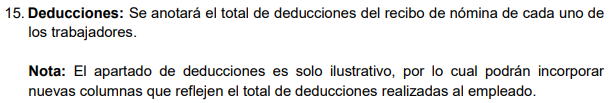 15. Deducciones: Se anotará el total de deducciones del recibo de nómina de cada uno de
los trabajadores.
Nota: El apartado de deducciones es solo ilustrativo, por lo cual podrán incorporar
nuevas columnas que reflejen el total de deducciones realizadas al empleado.